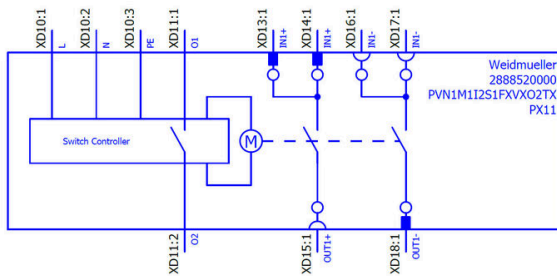 XD10:1
L
XD10:2
N
XD10:3
PE
XD11:1
O1
XD13:1
IN1+
XD14:1
IN1+
XD16:1
IN1-
XD17:1
IN1-
Weidmueller
2888520000
PVN1M1I2S1FXVXO2TX
PX11
Switch Controller
M
XD11:2
O2
XD15:1
OUT1+
XD18:1
OUT1-